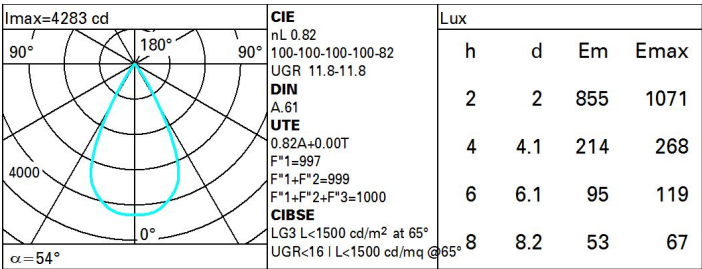 Imax=4283 cd
90°
180°
90°
4000
0°
α=54°
CIE
nL 0.82
100-100-100-100-82
UGR 11.8-11.8
DIN
A.61
UTE
0.82A+0.00T
F"1=997
F"1+F"2=999
F"1+F"2+F"3=1000
CIBSE
LG3 L<1500 cd/m² at 65°
UGR<16 | L<1500 cd/mq @65°
Lux
h d Em Emax
2 2 855 1071
4 4.1 214 268
6 6.1 95 119
8 8.2 53 67